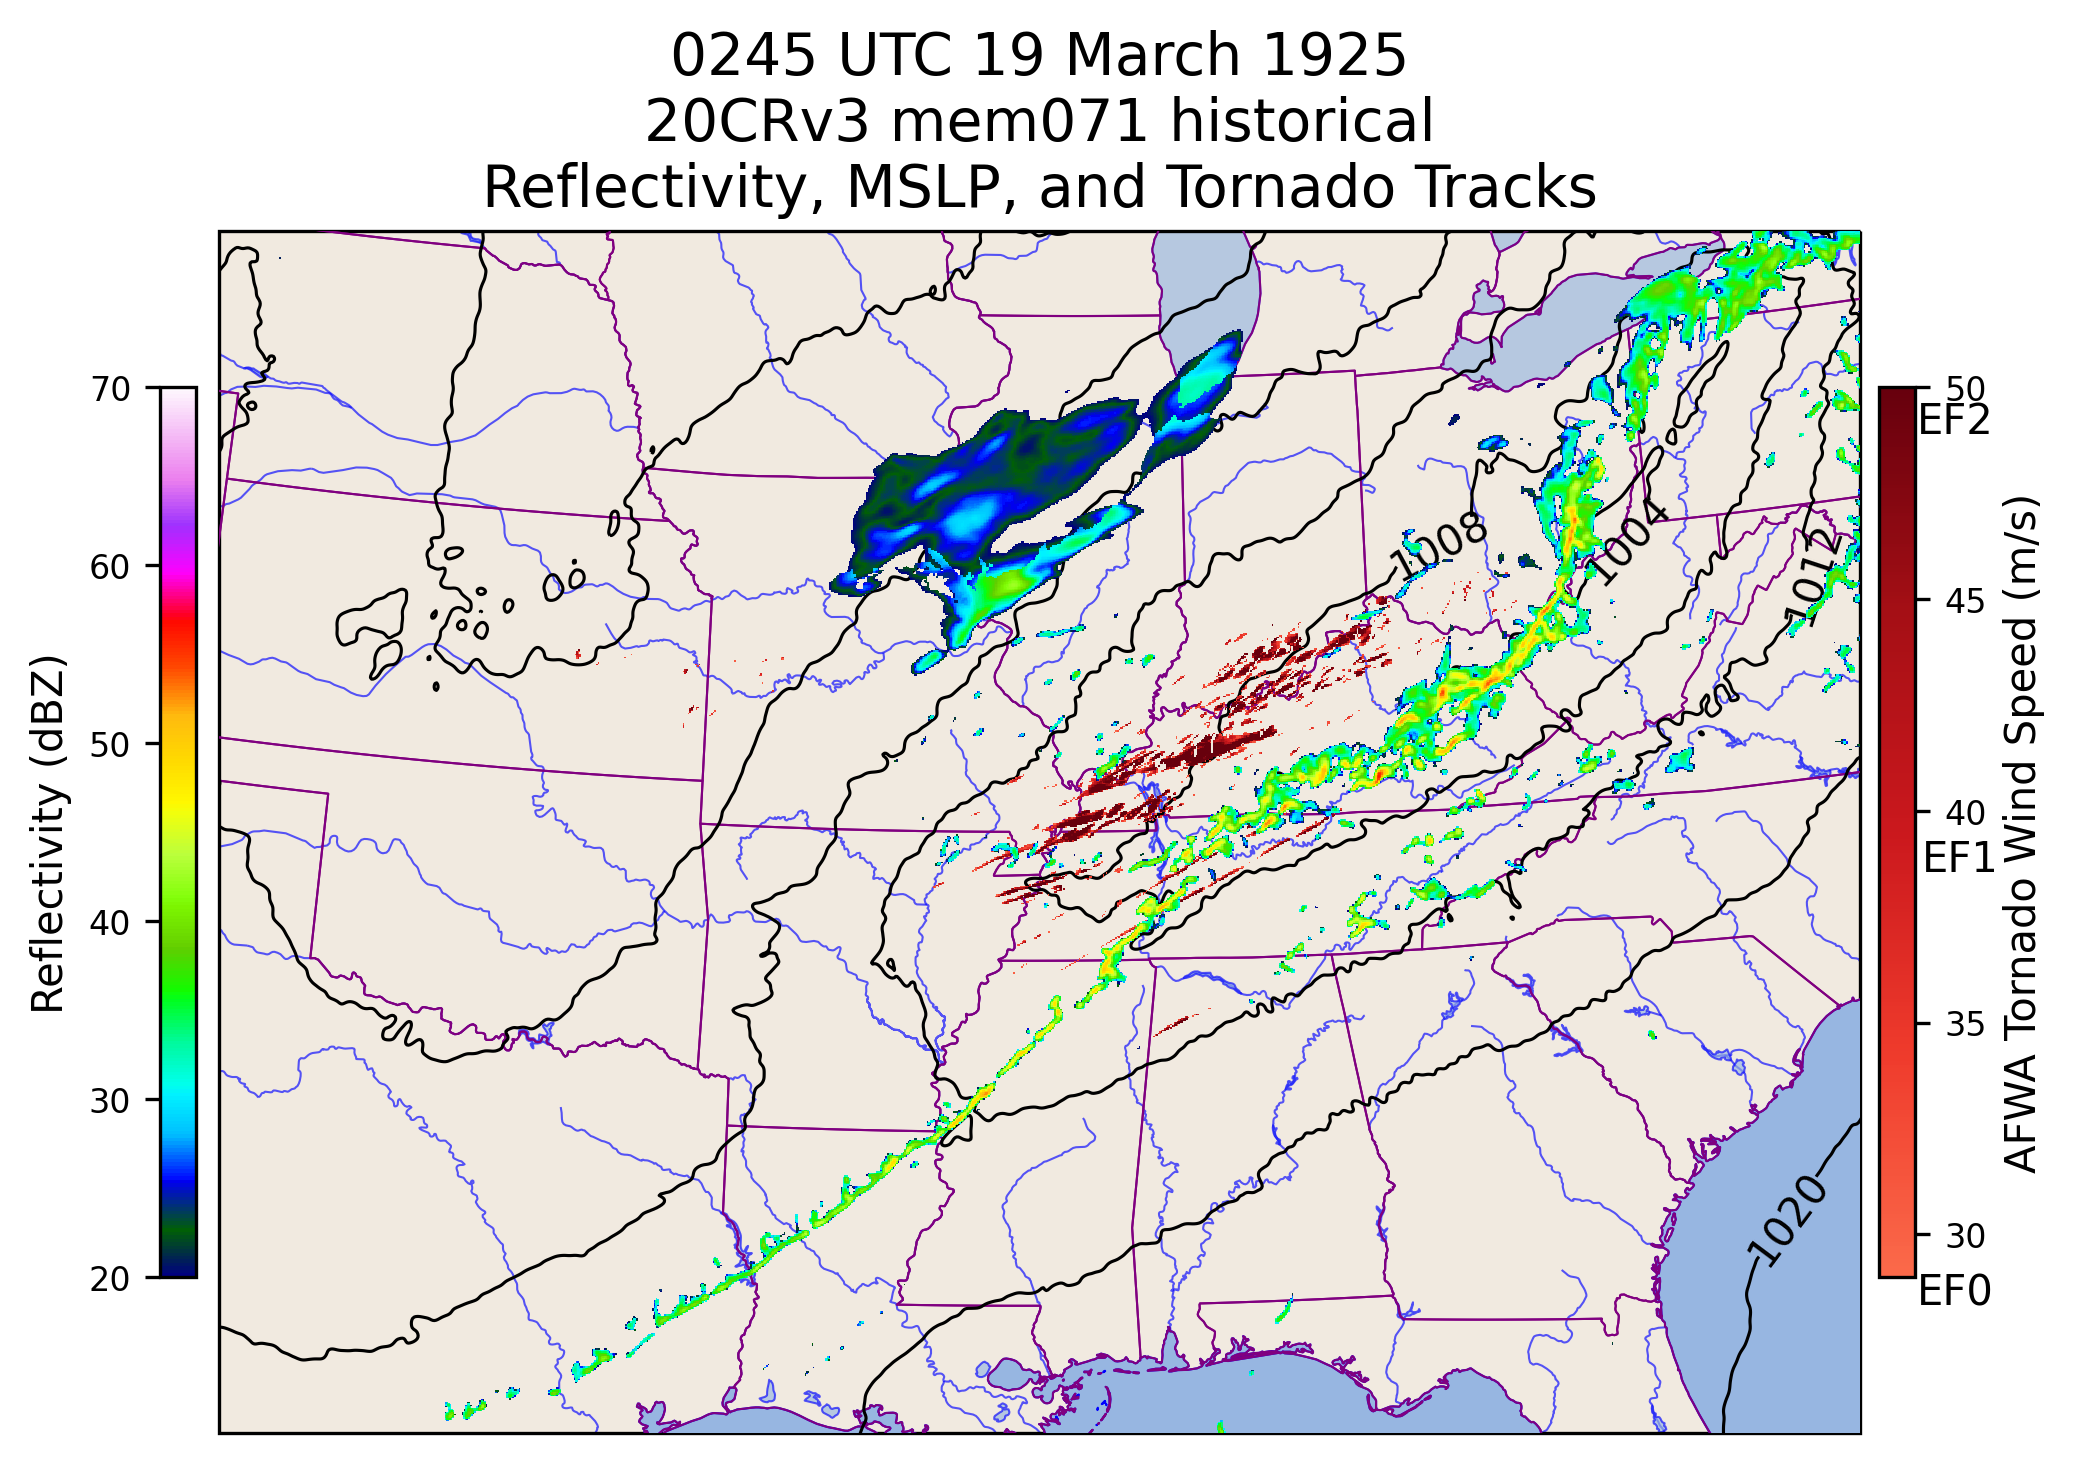 0245 UTC 19 March 1925
20CRv3 mem071 historical
Reflectivity, MSLP, and Tornado Tracks
70
60
50
40
30
20
Reflectivity (dBZ)
1008
1004
1012
1020
50
EF2
45
40
EF1
35
30
EF0
AFWA Tornado Wind Speed (m/s)